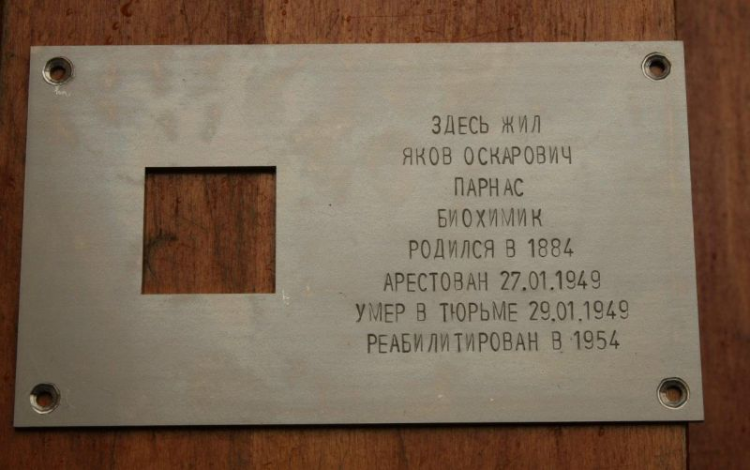 ЗДЕСЬ ЖИЛ
ЯКОВ ОСКАРОВИЧ
ПАРНАС
БИОХИМИК
РОДИЛСЯ В 1884
АРЕСТОВАН 27.01.1949
УМЕР В ТЮРЬМЕ 29.01.1949
РЕАБИЛИТИРОВАН В 1954